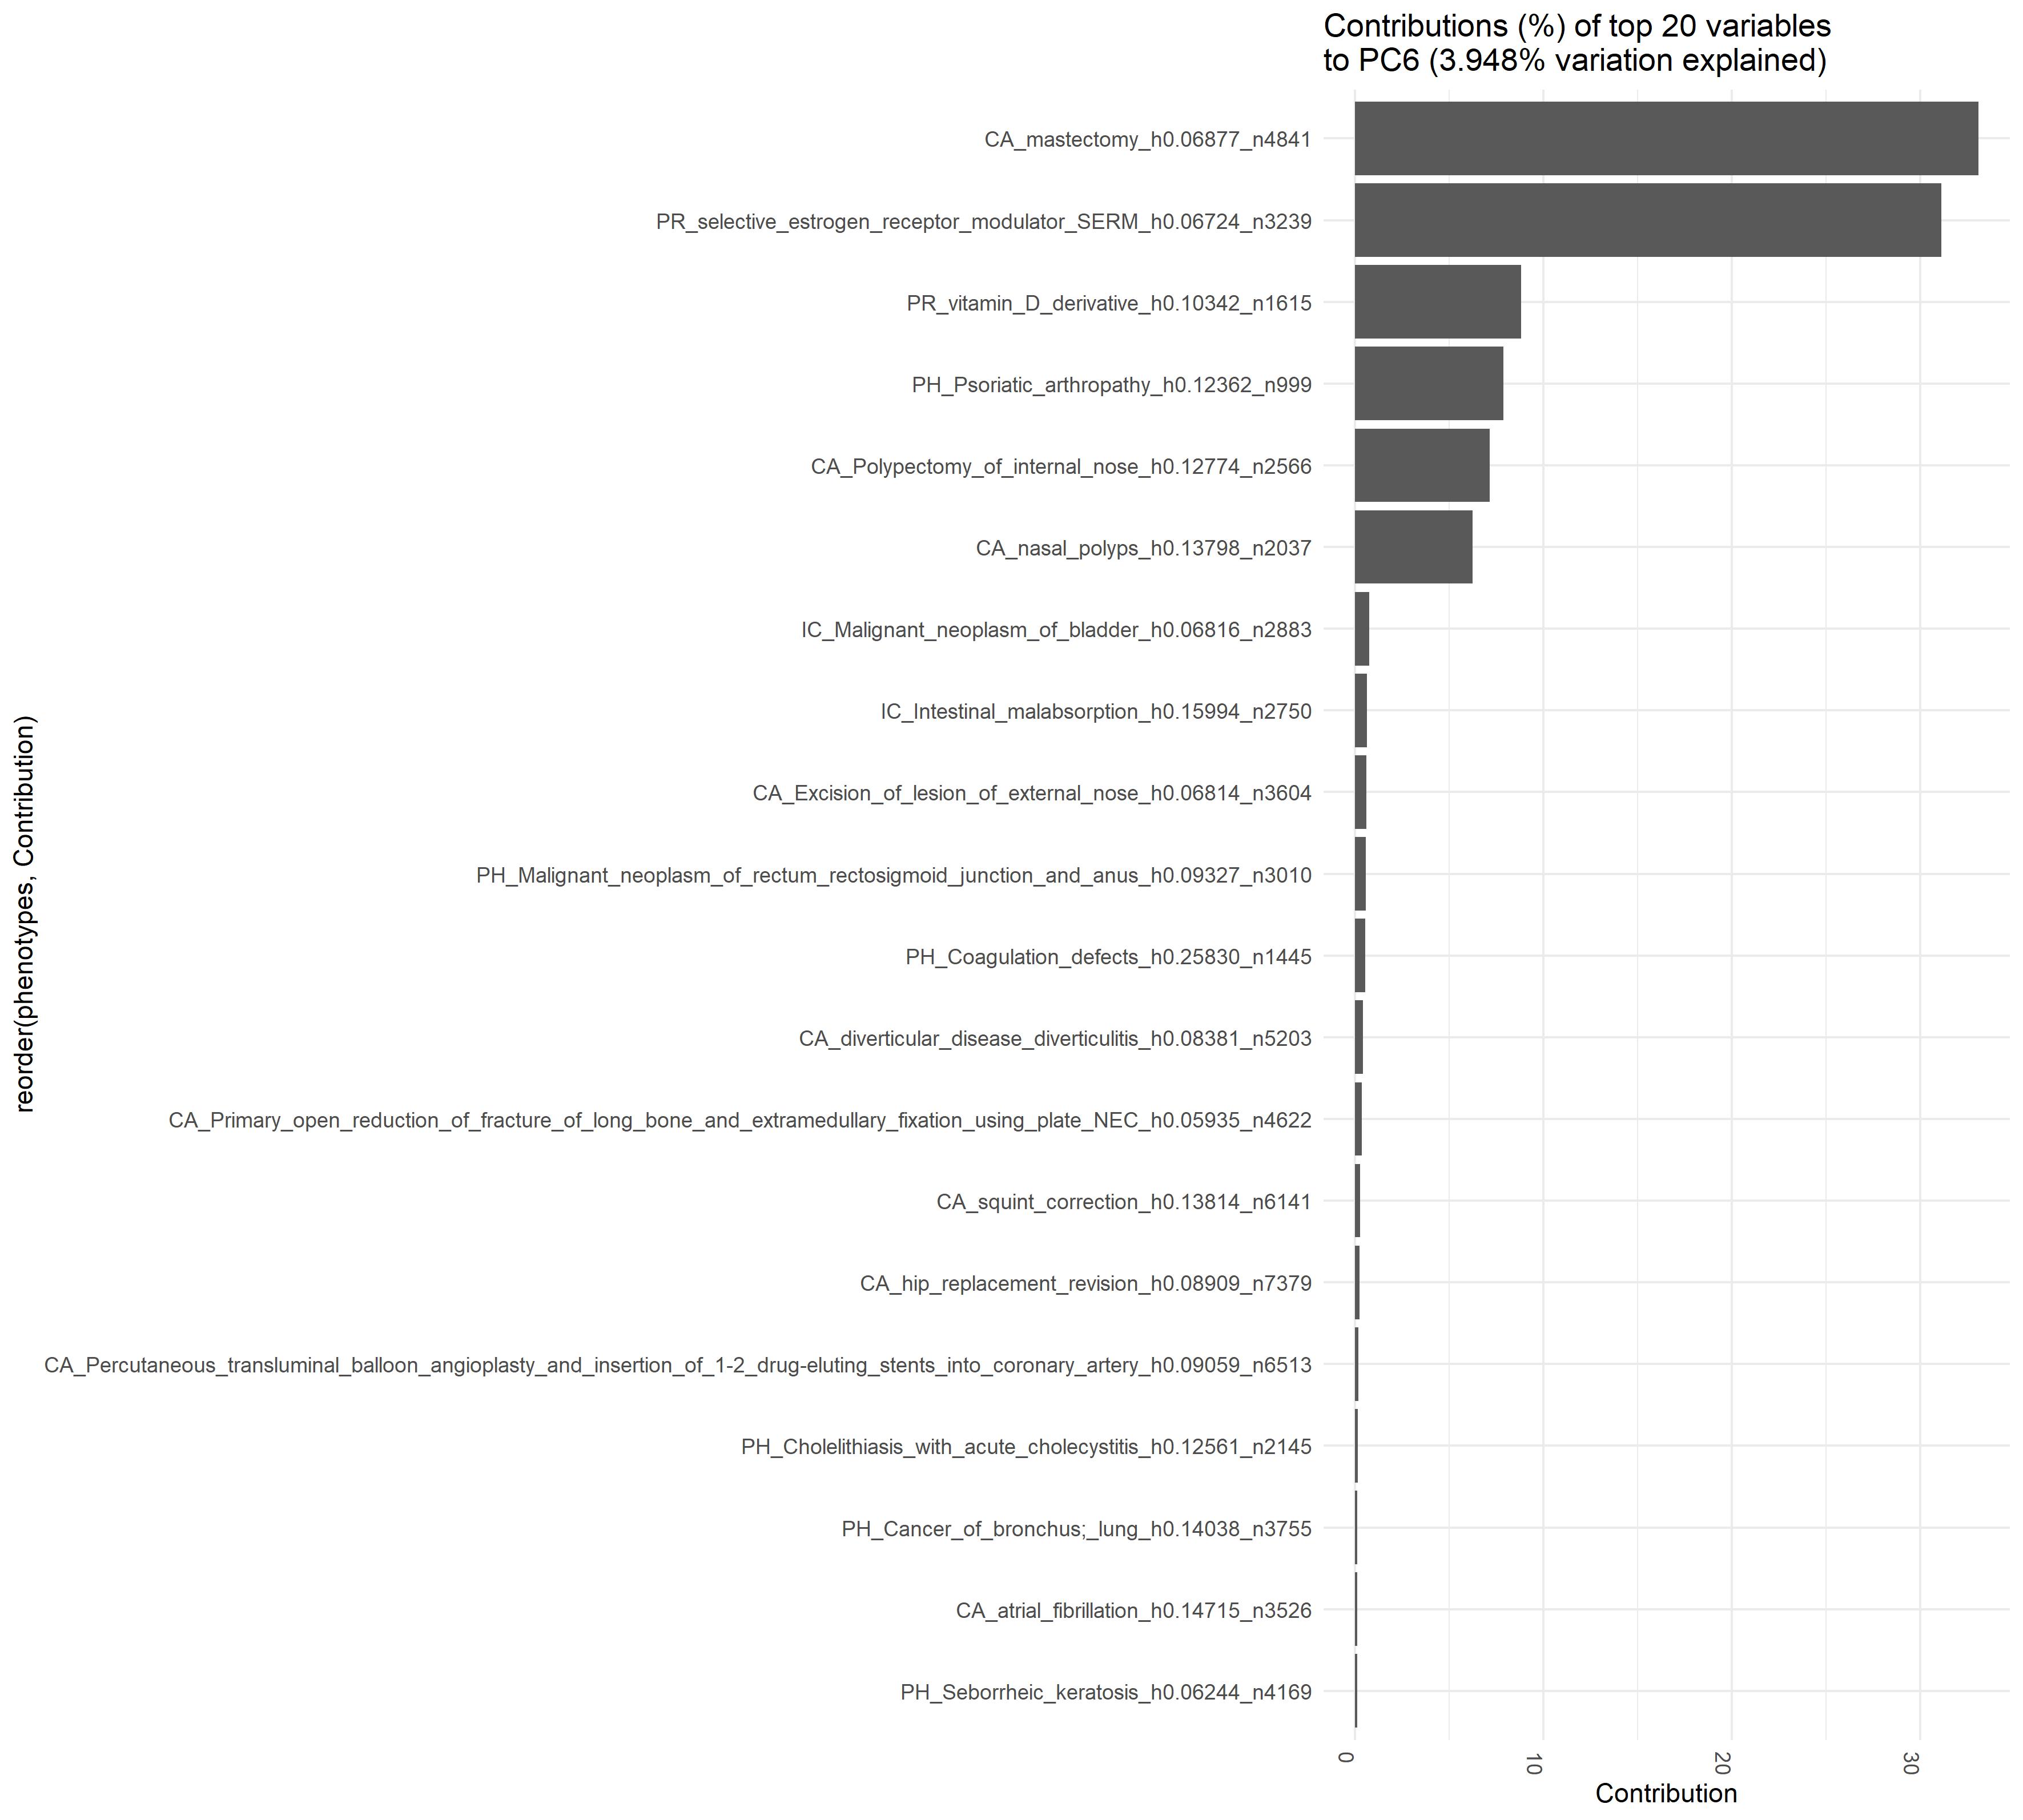 Contributions (%) of top 20 variables
to PC6 (3.948% variation explained)
CA_mastectomy_h0.06877_n4841
PR_selective_estrogen_receptor_modulator_SERM_h0.06724_n3239
PR_vitamin_D_derivative_h0.10342_n1615
PH_Psoriatic_arthropathy_h0.12362_n999
CA_Polypectomy_of_internal_nose_h0.12774_n2566
CA_nasal_polyps_h0.13798_n2037
IC_Malignant_neoplasm_of_bladder_h0.06816_n2883
IC_Intestinal_malabsorption_h0.15994_n2750
CA_Excision_of_lesion_of_external_nose_h0.06814_n3604
PH_Malignant_neoplasm_of_rectum_rectosigmoid_junction_and_anus_h0.09327_n3010
PH_Coagulation_defects_h0.25830_n1445
CA_diverticular_disease_diverticulitis_h0.08381_n5203
CA_Primary_open_reduction_of_fracture_of_long_bone_and_extramedullary_fixation_using_plate_NEC_h0.05935_n4622
CA_squint_correction_h0.13814_n6141
CA_hip_replacement_revision_h0.08909_n7379
CA_Percutaneous_transluminal_balloon_angioplasty_and_insertion_of_1-2_drug-eluting_stents_into_coronary_artery_h0.09059_n6513
PH_Cholelithiasis_with_acute_cholecystitis_h0.12561_n2145
PH_Cancer_of_bronchus;_lung_h0.14038_n3755
CA_atrial_fibrillation_h0.14715_n3526
PH_Seborrheic_keratosis_h0.06244_n4169
reorder(phenotypes, Contribution)
0 10 20 30
Contribution